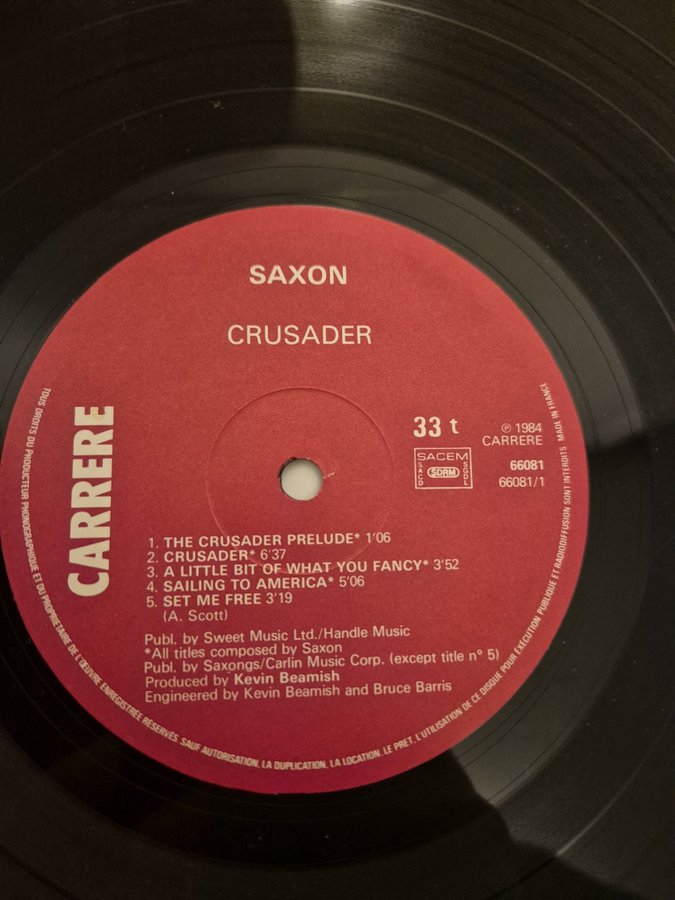 SAXON
CRUSADER
CARRERE
33 t
℗ 1984
CARRERE
SACEM
SACD
SDRM
SGDL
66081
66081/1
1. THE CRUSADER PRELUDE* 1'06
2. CRUSADER* 6'37
3. A LITTLE BIT OF WHAT YOU FANCY* 3'52
4. SAILING TO AMERICA* 5'06
5. SET ME FREE 3'19
(A. Scott)
Publ. by Sweet Music Ltd./Handle Music
*All titles composed by Saxon
Publ. by Saxongs/Carlin Music Corp. (except title n° 5)
Produced by Kevin Beamish
Engineered by Kevin Beamish and Bruce Barris
TOUS DROITS DU PRODUCTEUR PHONOGRAPHIQUE ET DU PROPRIETAIRE DE L'ŒUVRE ENREGISTRÉE RÉSERVÉS. SAUF AUTORISATION, LA DUPLICATION, LA LOCATION, LE PRET, L'UTILISATION DE CE DISQUE POUR EXECUTION PUBLIQUE ET RADIODIFFUSION SONT INTERDITS MADE IN FRANCE